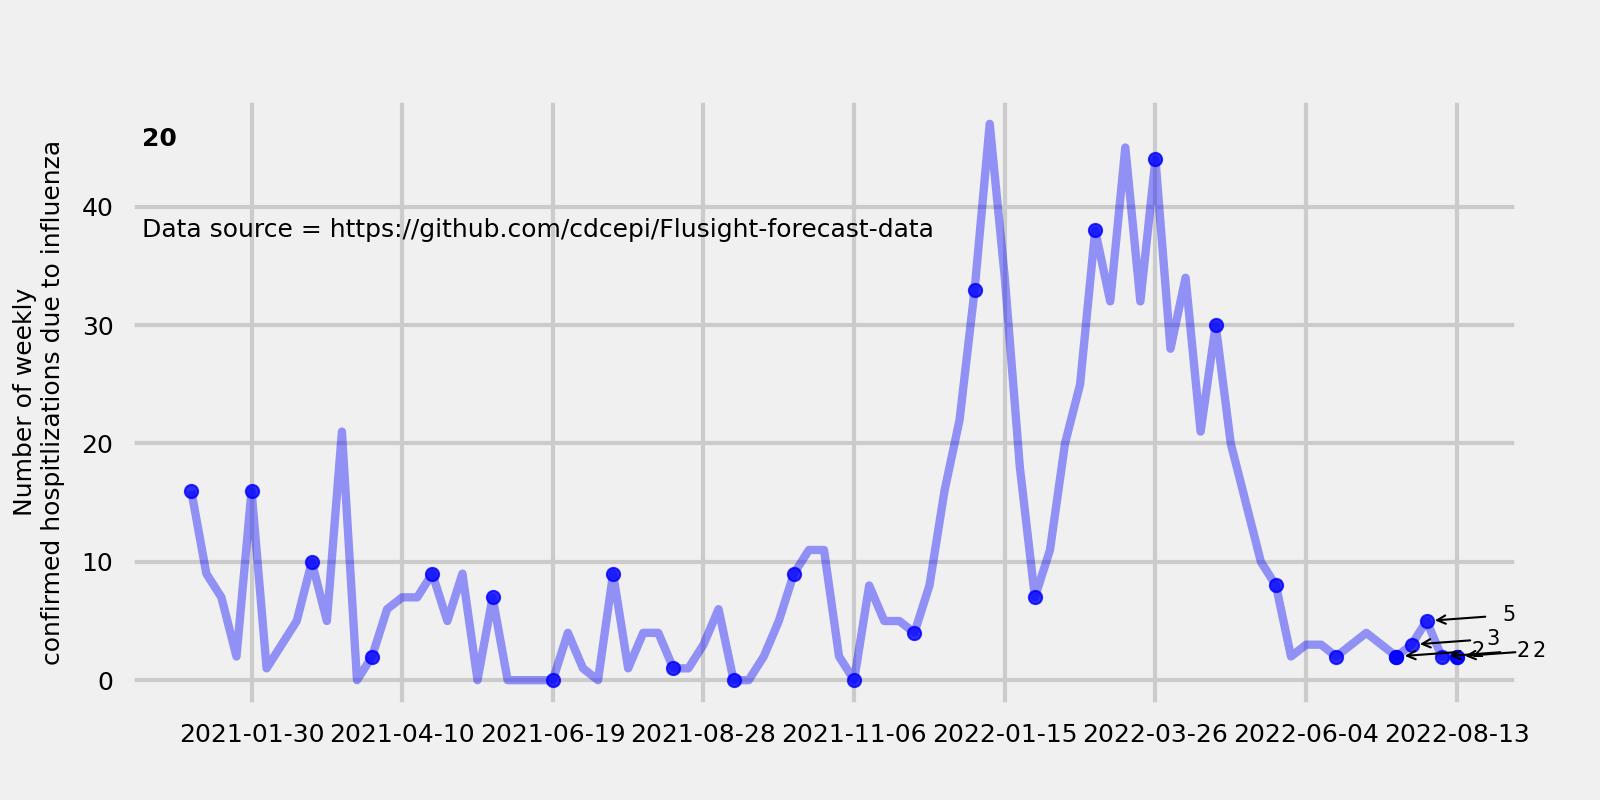 20
Data source = https://github.com/cdcepi/Flusight-forecast-data
Number of weekly
confirmed hospitlizations due to influenza
40
30
20
10
0
5
3
2
2
2
2021-01-30 2021-04-10 2021-06-19 2021-08-28 2021-11-06 2022-01-15 2022-03-26 2022-06-04 2022-08-13